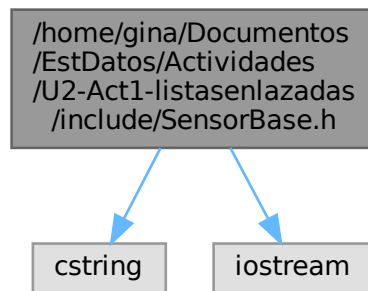 /home/gina/Documentos
/EstDatos/Actividades
/U2-Act1-listasenlazadas
/include/SensorBase.h
cstring
iostream